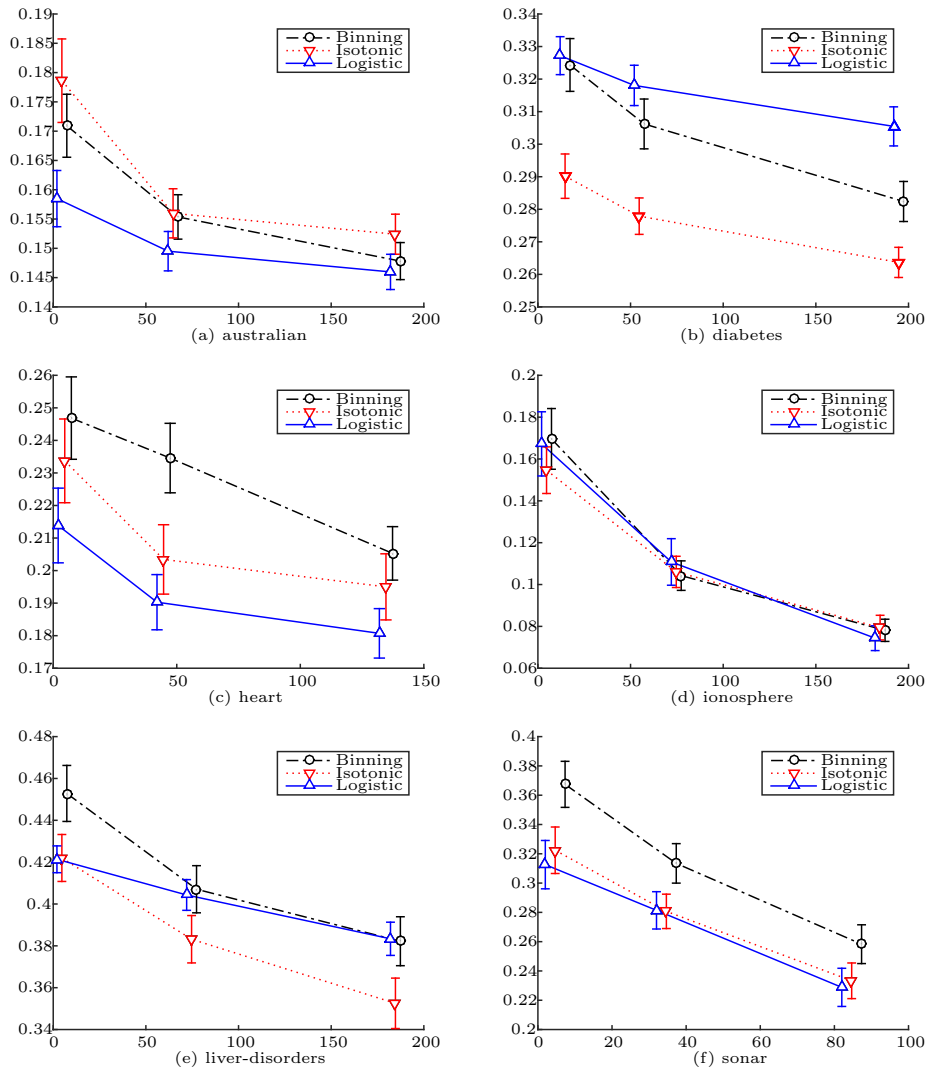 0.19
0.185
0.18
0.175
0.17
0.165
0.16
0.155
0.15
0.145
0.14
0 50 100 150 200
Binning
Isotonic
Logistic
(a) australian
0.34
0.33
0.32
0.31
0.3
0.29
0.28
0.27
0.26
0.25
0 50 100 150 200
Binning
Isotonic
Logistic
(b) diabetes
0.26
0.25
0.24
0.23
0.22
0.21
0.2
0.19
0.18
0.17
0 50 100 150
Binning
Isotonic
Logistic
(c) heart
0.2
0.18
0.16
0.14
0.12
0.1
0.08
0.06
0 50 100 150 200
Binning
Isotonic
Logistic
(d) ionosphere
0.48
0.46
0.44
0.42
0.4
0.38
0.36
0.34
0 50 100 150 200
Binning
Isotonic
Logistic
(e) liver-disorders
0.4
0.38
0.36
0.34
0.32
0.3
0.28
0.26
0.24
0.22
0.2
0 20 40 60 80 100
Binning
Isotonic
Logistic
(f) sonar